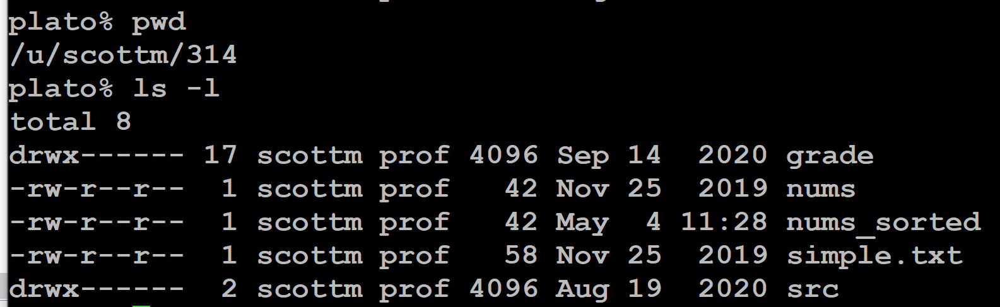 plato% pwd
/u/scottm/314
plato% ls -l
total 8
drwx------ 17 scottm prof 4096 Sep 14  2020 grade
-rw-r--r--  1 scottm prof   42 Nov 25  2019 nums
-rw-r--r--  1 scottm prof   42 May  4 11:28 nums_sorted
-rw-r--r--  1 scottm prof   58 Nov 25  2019 simple.txt
drwx------  2 scottm prof 4096 Aug 19  2020 src